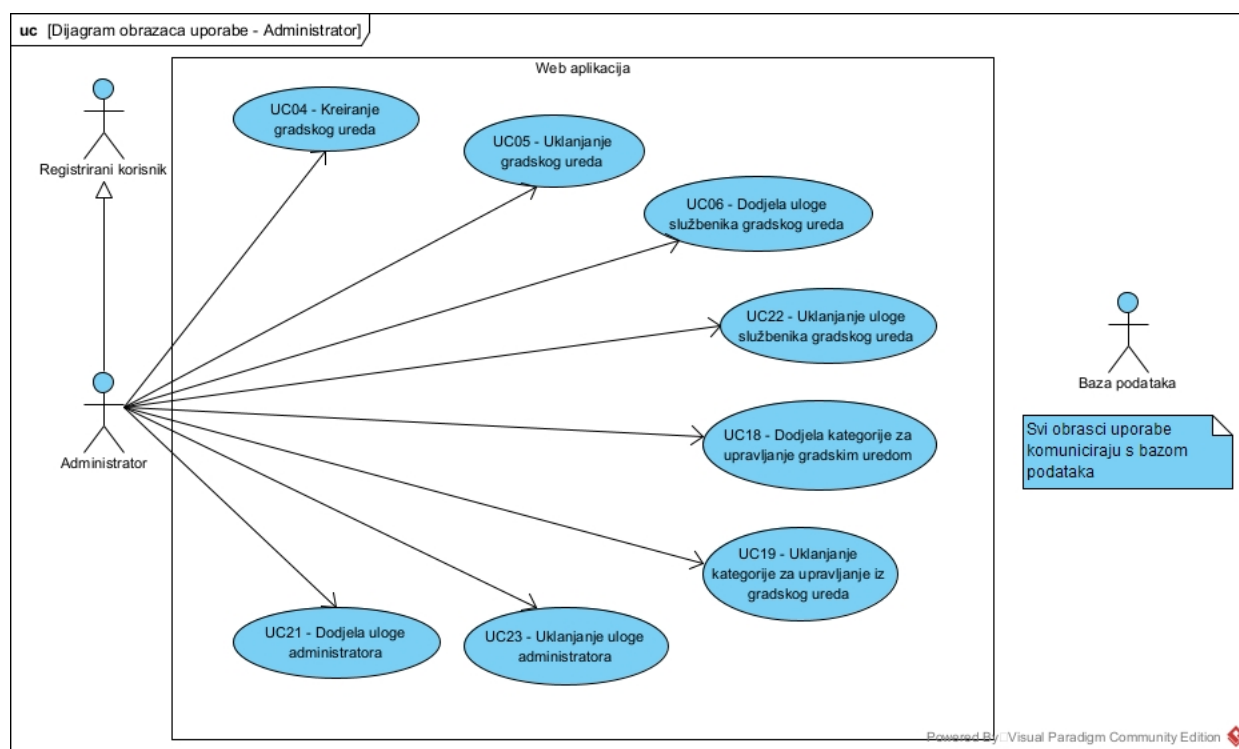 uc [Dijagram obrazaca uporabe - Administrator]
Web aplikacija
Registrirani korisnik
UC04 - Kreiranje
gradskog ureda
UC05 - Uklanjanje
gradskog ureda
UC06 - Dodjela uloge
službenika gradskog ureda
UC22 - Uklanjanje uloge
službenika gradskog ureda
Baza podataka
Svi obrasci uporabe
komuniciraju s bazom
podataka
Administrator
UC18 - Dodjela kategorije za
upravljanje gradskim uredom
UC19 - Uklanjanje
kategorije za upravljanje iz
gradskog ureda
UC21 - Dodjela uloge
administratora
UC23 - Uklanjanje uloge
administratora
Powered By Visual Paradigm Community Edition